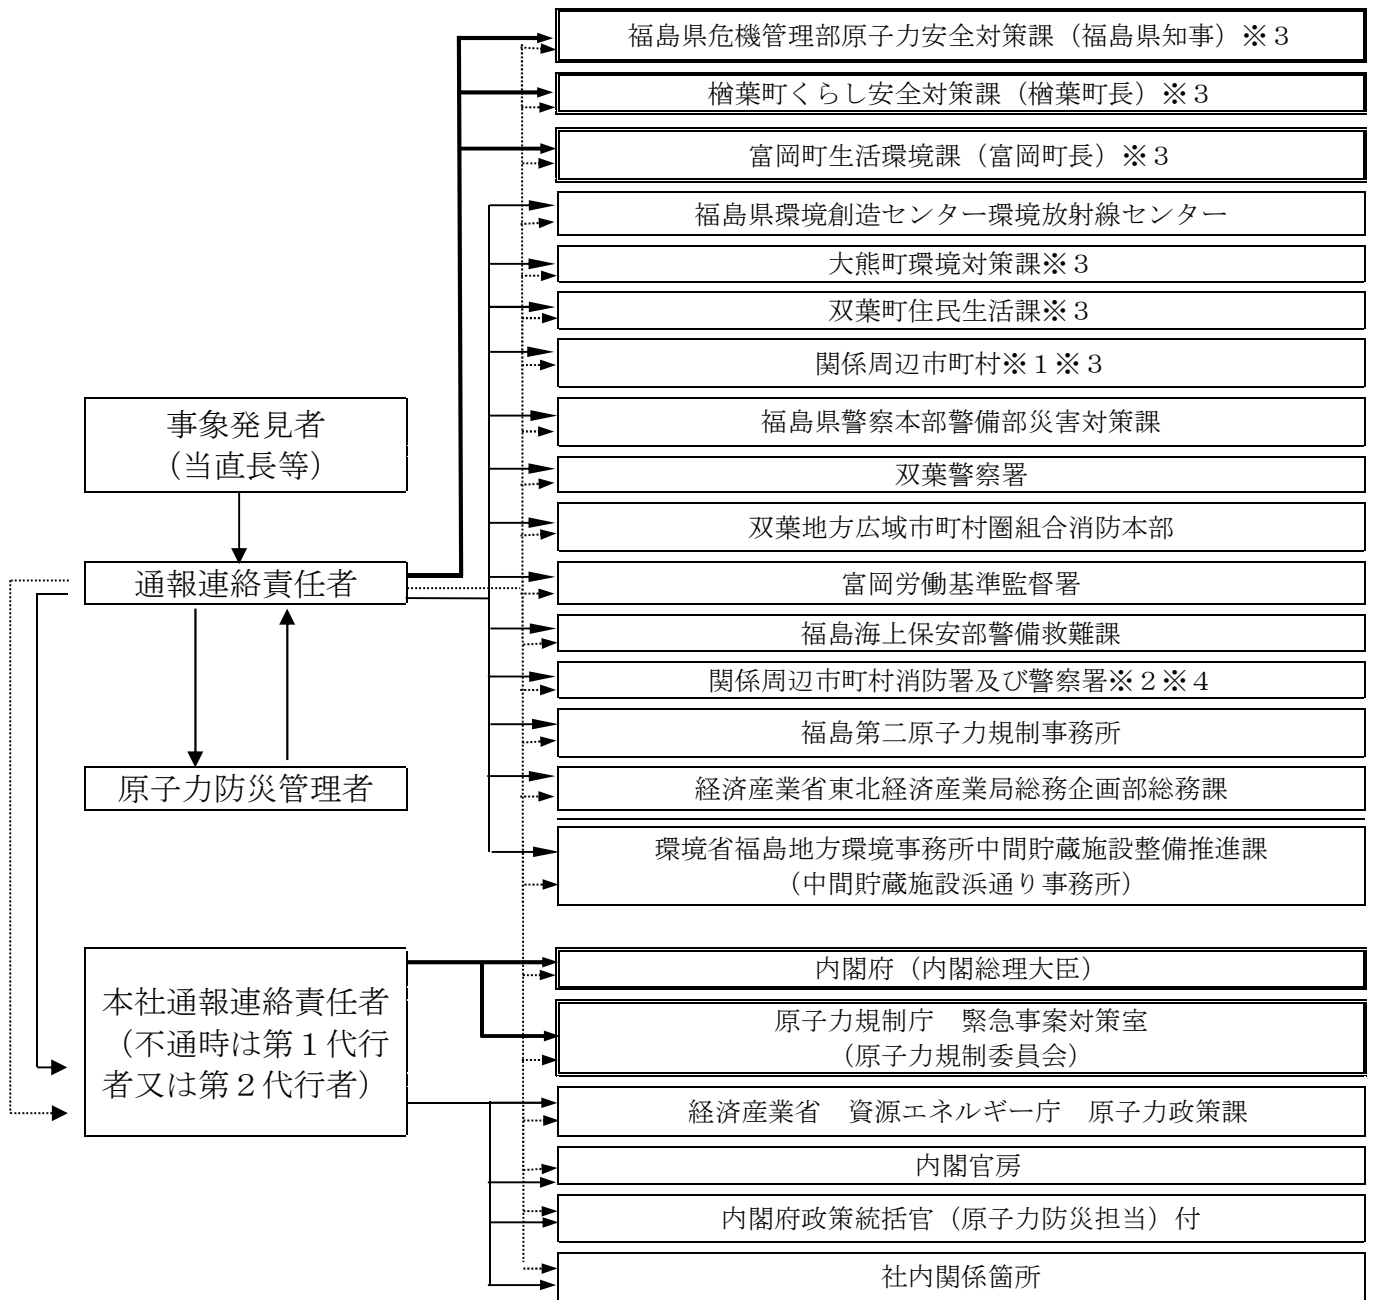 福島県危機管理部原子力安全対策課(福島県知事)※3
楢葉町くらし安全対策課(楢葉町長)※3
富岡町生活環境課(富岡町長)※3
福島県環境創造センター環境放射線センター
大熊町環境対策課※3
双葉町住民生活課※3
関係周辺市町村※1※3
福島県警察本部警備部災害対策課
双葉警察署
双葉地方広域市町村圏組合消防本部
富岡労働基準監督署
福島海上保安部警備救難課
関係周辺市町村消防署及び警察署※2※4
福島第二原子力規制事務所
経済産業省東北経済産業局総務企画部総務課
環境省福島地方環境事務所中間貯蔵施設整備推進課
(中間貯蔵施設浜通り事務所)
事象発見者
(当直長等)
通報連絡責任者
原子力防災管理者
本社通報連絡責任者
(不通時は第1代行
者又は第2代行者)
内閣府(内閣総理大臣)
原子力規制庁 緊急事案対策室
(原子力規制委員会)
経済産業省 資源エネルギー庁 原子力政策課
内閣官房
内閣府政策統括官(原子力防災担当)付
社内関係箇所